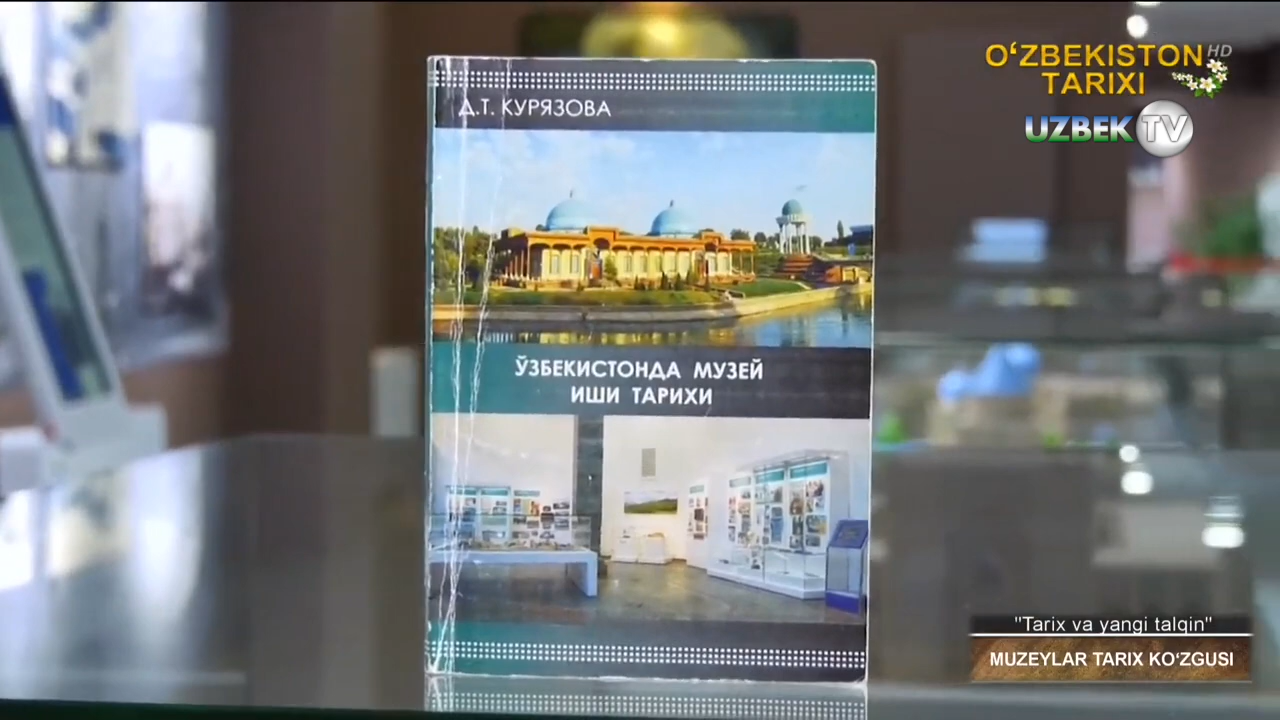 O‘ZBEKISTON HD
TARIXI
UZBEK TV
Д.Т. КУРЯЗОВА
ЎЗБЕКИСТОНДА МУЗЕЙ
ИШИ ТАРИХИ
"Tarix va yangi talqin"
MUZEYLAR TARIX KO‘ZGUSI